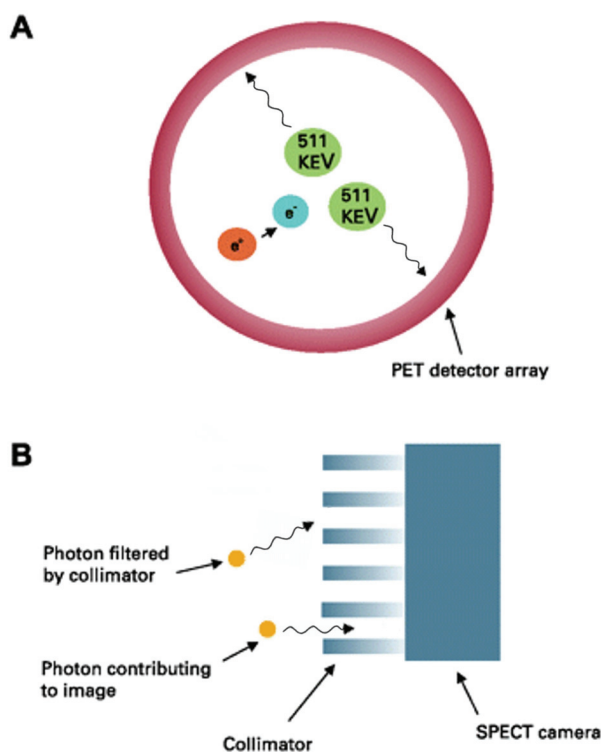 A
511
KEV
511
KEV
e-
e+
PET detector array
B
Photon filtered
by collimator
Photon contributing
to image
Collimator
SPECT camera